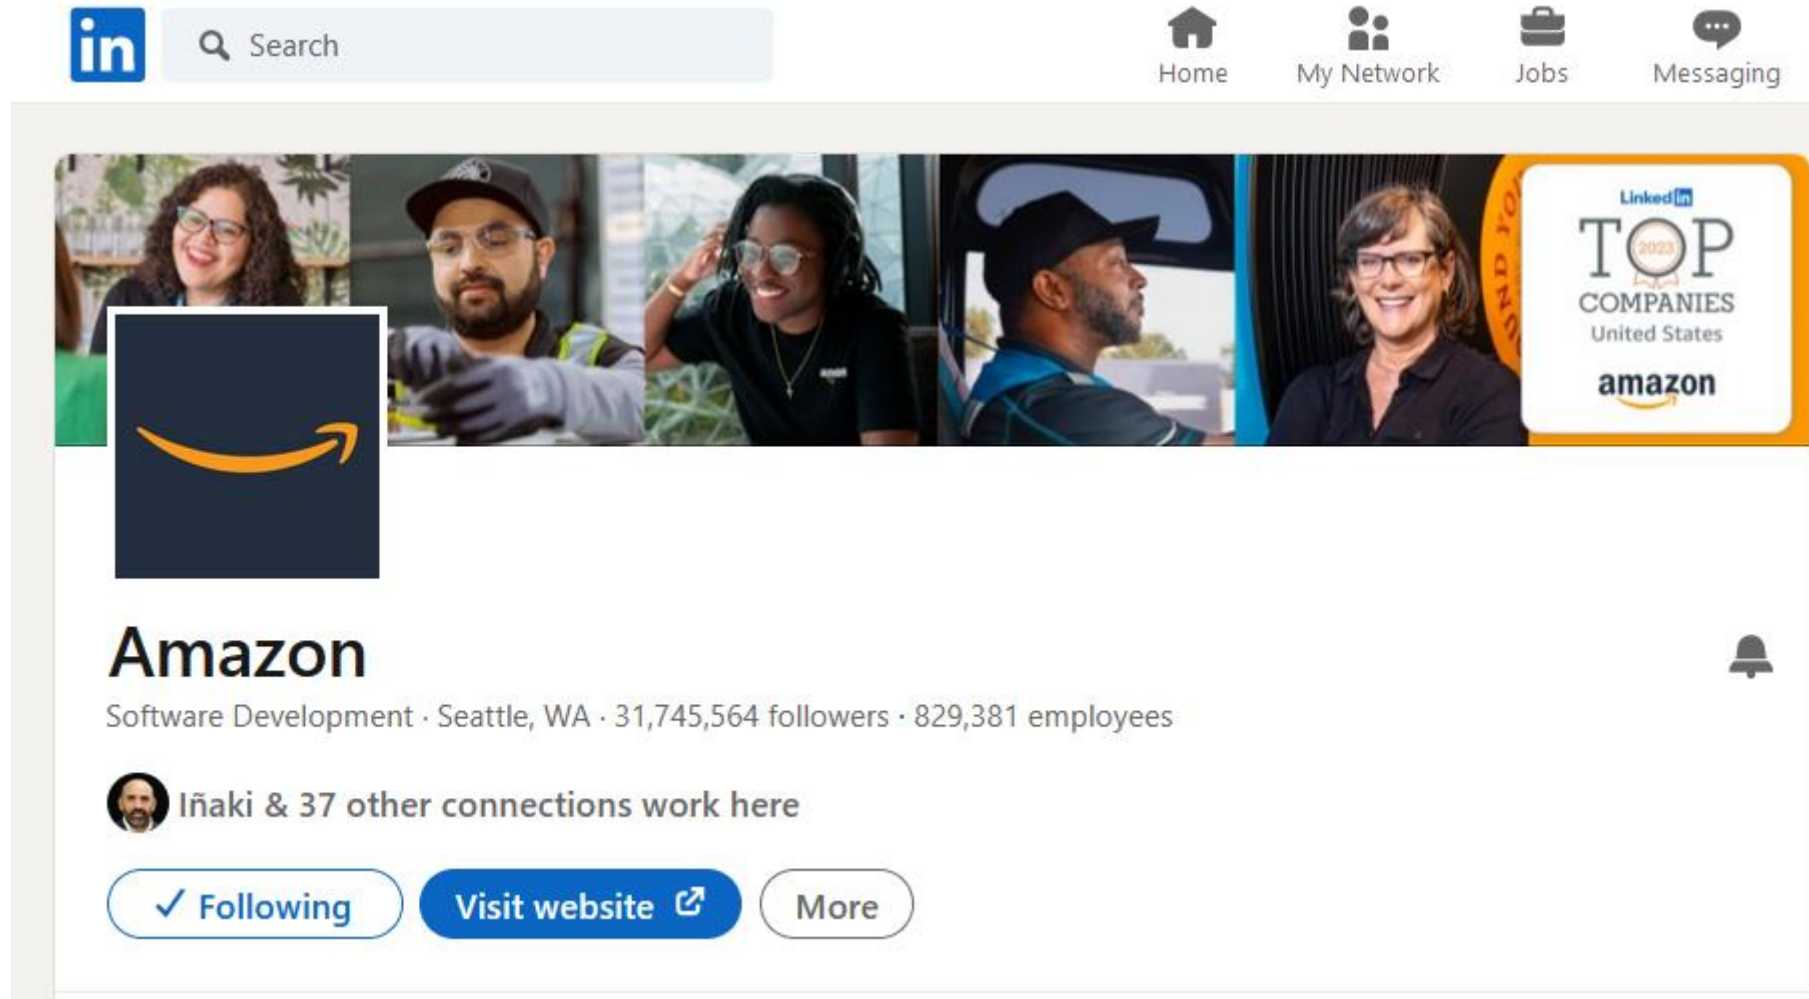 in
Search
Home
My Network
Jobs
Messaging
LinkedIn
TOP
2023
COMPANIES
United States
amazon
Amazon
Software Development · Seattle, WA · 31,745,564 followers · 829,381 employees
Iñaki & 37 other connections work here
Following
Visit website
More